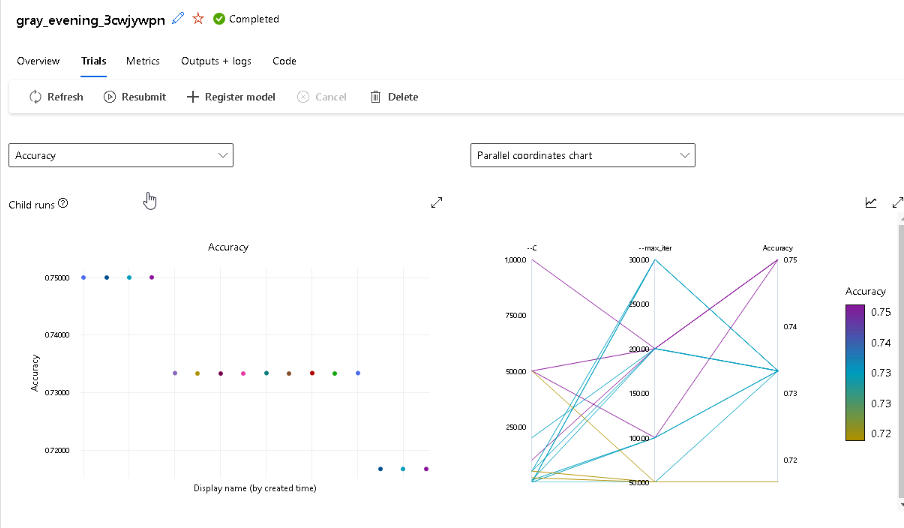 gray_evening_3cwjywpn Completed
Overview Trials Metrics Outputs + logs Code
Refresh Resubmit Register model Cancel Delete
Accuracy
Parallel coordinates chart
Child runs
Accuracy
0.75000
0.74000
0.73000
0.72000
Accuracy
Display name (by created time)
--C --max_iter Accuracy
1,000.0
750.00
500.00
250.00
300.00
250.00
200.00
150.00
100.00
50.000
0.75
0.74
0.73
0.72
Accuracy
0.75
0.74
0.73
0.73
0.72